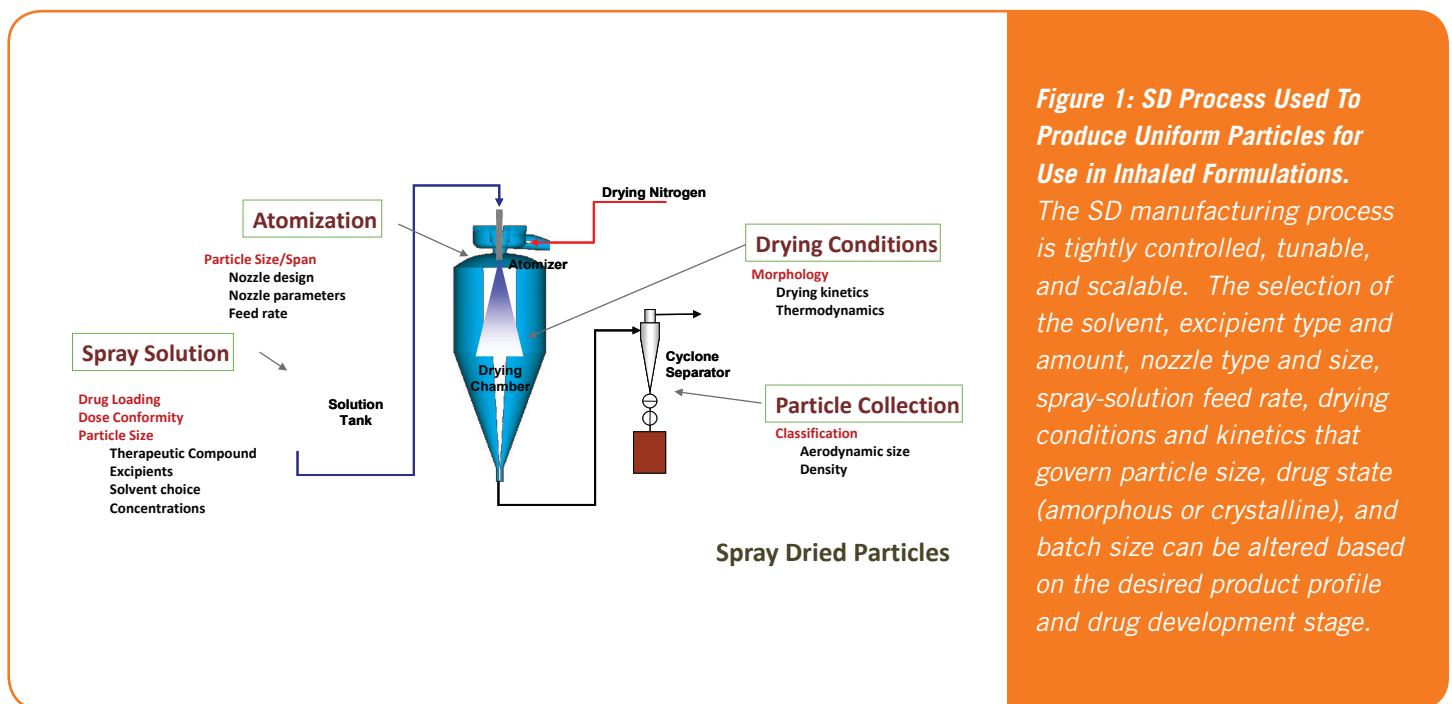 Atomization
Particle Size/Span
Nozzle design
Nozzle parameters
Feed rate
Spray Solution
Drug Loading
Dose Conformity
Particle Size
Therapeutic Compound
Excipients
Solvent choice
Concentrations
Solution
Tank
Drying Nitrogen
Atomizer
Drying
Chamber
Drying Conditions
Morphology
Drying kinetics
Thermodynamics
Cyclone
Separator
Particle Collection
Classification
Aerodynamic size
Density
Spray Dried Particles
Figure 1: SD Process Used To
Produce Uniform Particles for
Use in Inhaled Formulations.
The SD manufacturing process
is tightly controlled, tunable,
and scalable.  The selection of
the solvent, excipient type and
amount, nozzle type and size,
spray-solution feed rate, drying
conditions and kinetics that
govern particle size, drug state
(amorphous or crystalline), and
batch size can be altered based
on the desired product profile
and drug development stage.